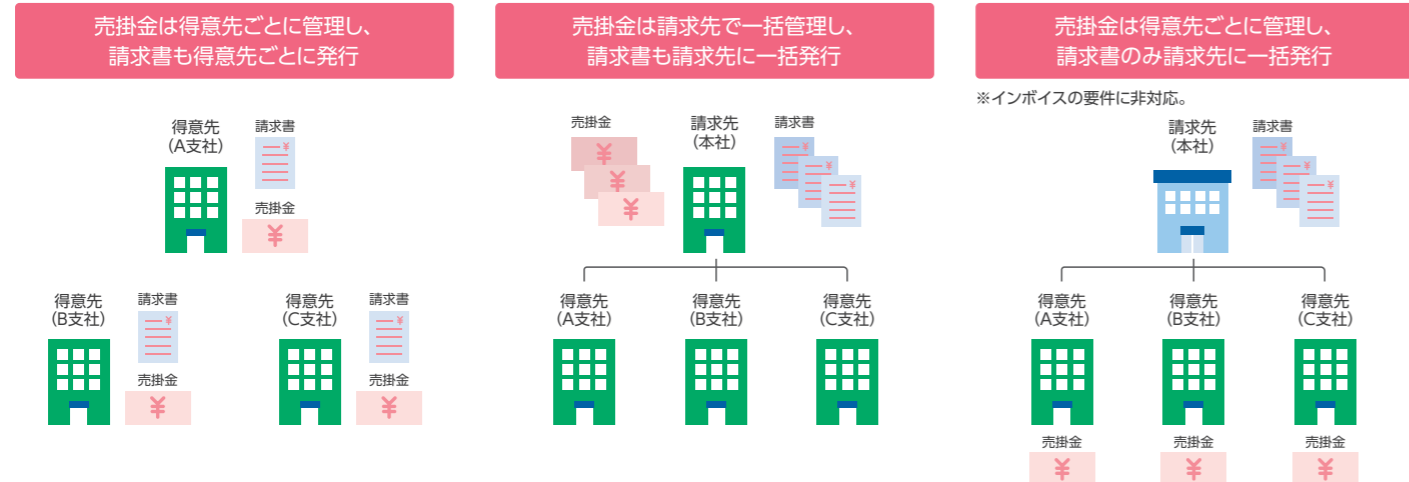 売掛金は得意先ごとに管理し、
請求書も得意先ごとに発行
得意先
(A支社)
請求書
¥
売掛金
¥
得意先
(B支社)
請求書
¥
売掛金
¥
得意先
(C支社)
請求書
¥
売掛金
¥
売掛金は請求先で一括管理し、
請求書も請求先に一括発行
売掛金
¥
¥
¥
請求先
(本社)
請求書
¥
¥
¥
得意先
(A支社)
得意先
(B支社)
得意先
(C支社)
売掛金は得意先ごとに管理し、
請求書のみ請求先に一括発行
※インボイスの要件に非対応。
請求先
(本社)
請求書
¥
¥
¥
得意先
(A支社)
売掛金
¥
得意先
(B支社)
売掛金
¥
得意先
(C支社)
売掛金
¥